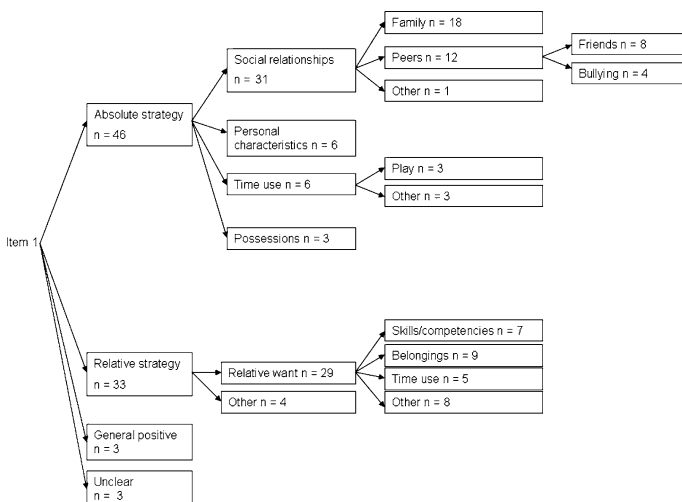 Item 1
Absolute strategy
n = 46
Social relationships
n = 31
Family n = 18
Peers n = 12
Friends n = 8
Bullying n = 4
Other n = 1
Personal
characteristics n = 6
Time use n = 6
Play n = 3
Other n = 3
Possessions n = 3
Relative strategy
n = 33
Relative want n = 29
Skills/competencies n = 7
Belongings n = 9
Time use n = 5
Other n = 8
Other n = 4
General positive
n = 3
Unclear
n = 3